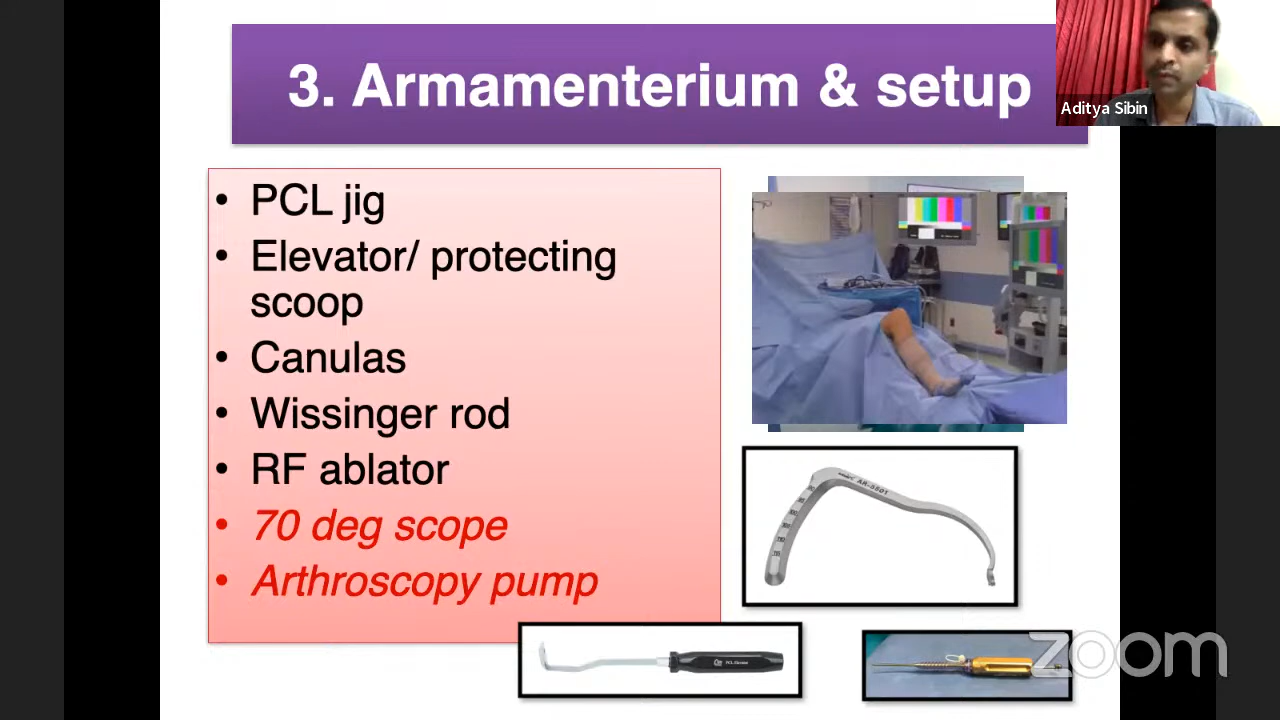 3. Armamenterium & setup
Aditya Sibin
• PCL jig
• Elevator/ protecting
scoop
• Canulas
• Wissinger rod
• RF ablator
• 70 deg scope
• Arthroscopy pump
AR-5501
zoom